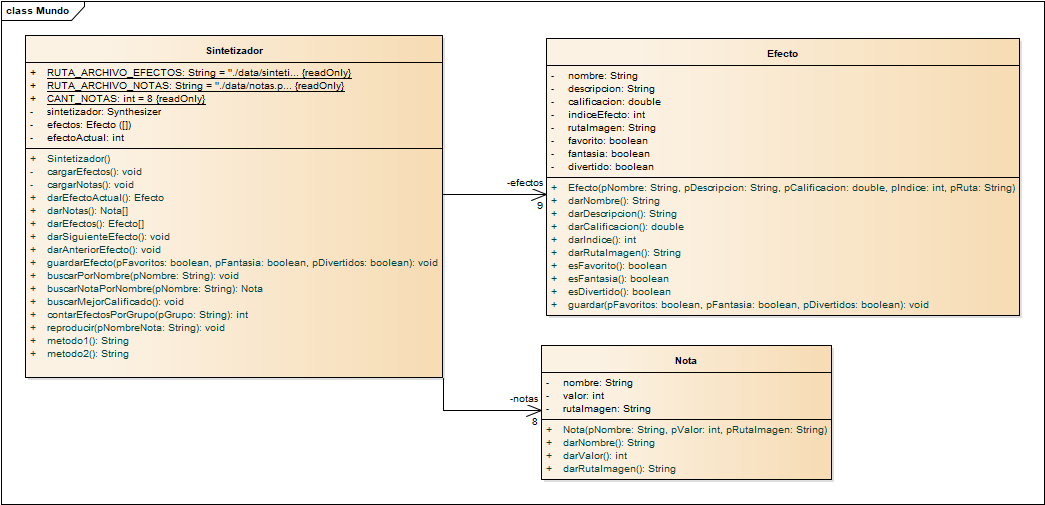 class Mundo
Sintetizador
+ RUTA_ARCHIVO_EFECTOS: String = "./data/sinteti... {readOnly}
+ RUTA_ARCHIVO_NOTAS: String = "./data/notas.p... {readOnly}
+ CANT_NOTAS: int = 8 {readOnly}
- sintetizador: Synthesizer
- efectos: Efecto ([])
- efectoActual: int
+ Sintetizador()
- cargarEfectos(): void
- cargarNotas(): void
+ darEfectoActual(): Efecto
+ darNotas(): Nota[]
+ darEfectos(): Efecto[]
+ darSiguienteEfecto(): void
+ darAnteriorEfecto(): void
+ guardarEfecto(pFavoritos: boolean, pFantasia: boolean, pDivertidos: boolean): void
+ buscarPorNombre(pNombre: String): void
+ buscarNotaPorNombre(pNombre: String): Nota
+ buscarMejorCalificado(): void
+ contarEfectosPorGrupo(pGrupo: String): int
+ reproducir(pNombreNota: String): void
+ metodo1(): String
+ metodo2(): String
-efectos
9
Efecto
- nombre: String
- descripcion: String
- calificacion: double
- indiceEfecto: int
- rutaImagen: String
- favorito: boolean
- fantasia: boolean
- divertido: boolean
+ Efecto(pNombre: String, pDescripcion: String, pCalificacion: double, pIndice: int, pRuta: String)
+ darNombre(): String
+ darDescripcion(): String
+ darCalificacion(): double
+ darIndice(): int
+ darRutaImagen(): String
+ esFavorito(): boolean
+ esFantasia(): boolean
+ esDivertido(): boolean
+ guardar(pFavoritos: boolean, pFantasia: boolean, pDivertidos: boolean): void
-notas
8
Nota
- nombre: String
- valor: int
- rutaImagen: String
+ Nota(pNombre: String, pValor: int, pRutaImagen: String)
+ darNombre(): String
+ darValor(): int
+ darRutaImagen(): String